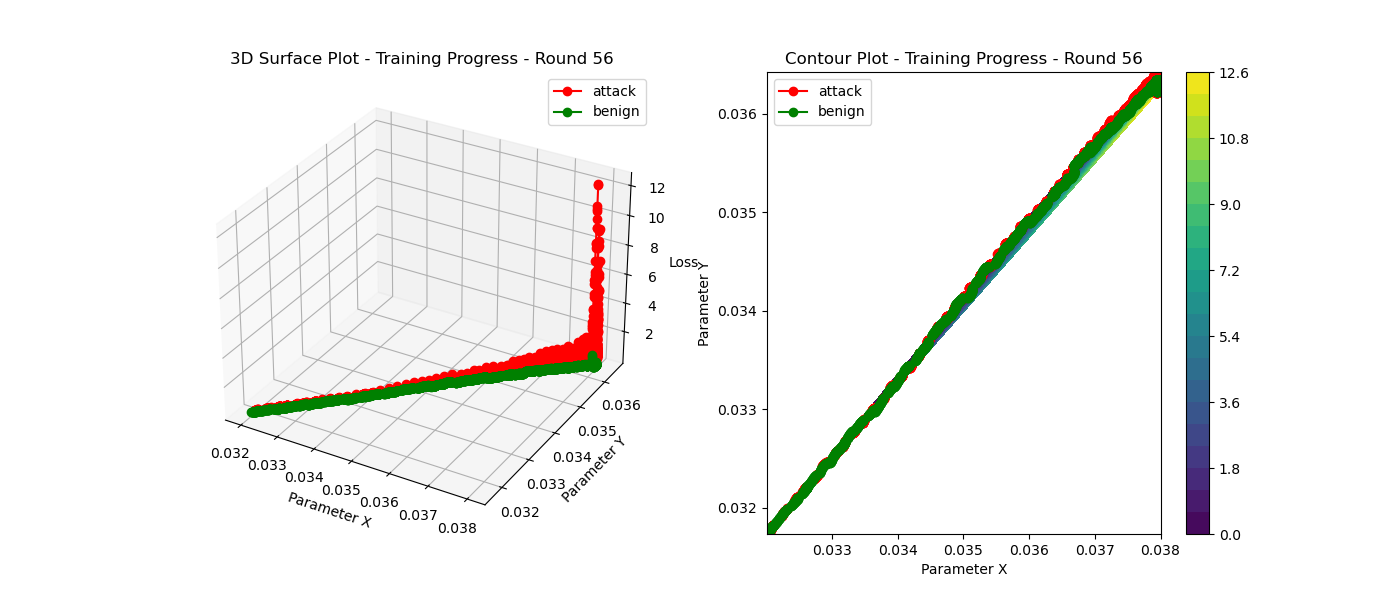 3D Surface Plot - Training Progress - Round 56
attack
benign
12
10
8
6
4
2
Loss
0.036
0.035
0.034
0.033
0.032
Parameter Y
0.032
0.033
0.034
0.035
0.036
0.037
0.038
Parameter X
Contour Plot - Training Progress - Round 56
attack
benign
0.036
0.035
0.034
0.033
0.032
Parameter Y
0.033 0.034 0.035 0.036 0.037 0.038
Parameter X
12.6
10.8
9.0
7.2
5.4
3.6
1.8
0.0